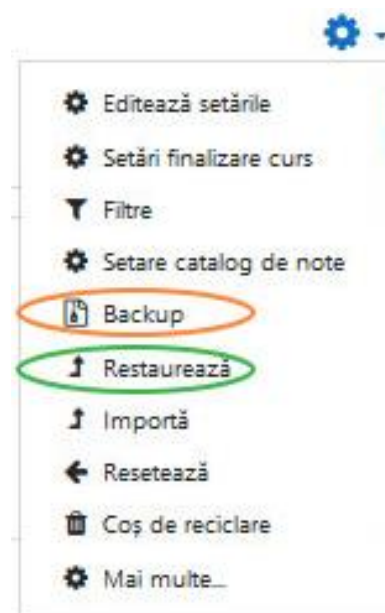 Editează setările
Setări finalizare curs
Filtre
Setare catalog de note
Backup
Restaurează
Importă
Resetează
Coș de reciclare
Mai multe...